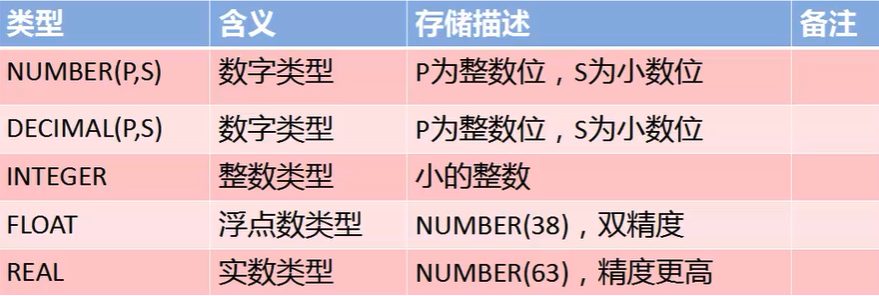 类型 含义 存储描述 备注
NUMBER(P,S) 数字类型 P为整数位，S为小数位
DECIMAL(P,S) 数字类型 P为整数位，S为小数位
INTEGER 整数类型 小的整数
FLOAT 浮点数类型 NUMBER(38)，双精度
REAL 实数类型 NUMBER(63)，精度更高